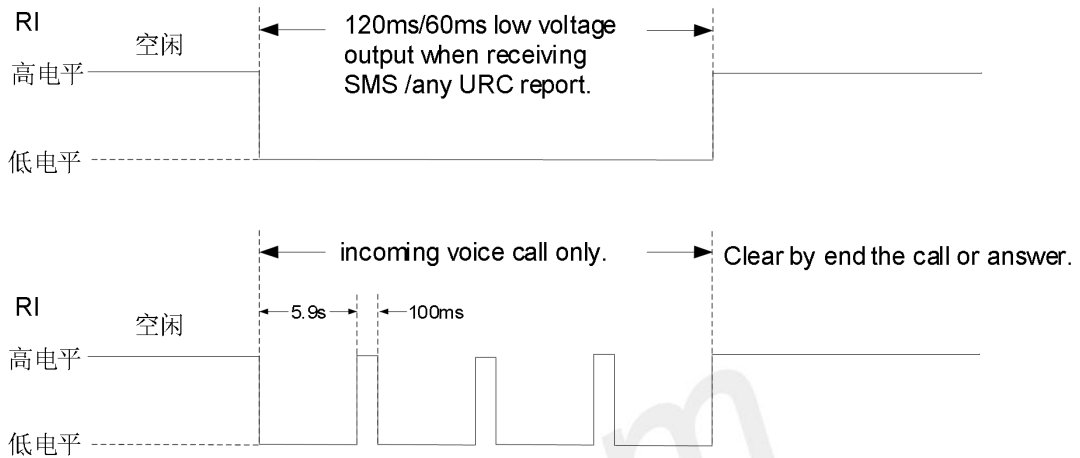 RI
空闲
120ms/60ms low voltage
output when receiving
SMS /any URC report.
高电平
低电平
incoming voice call only.
Clear by end the call or answer.
RI
空闲
5.9s
100ms
高电平
低电平